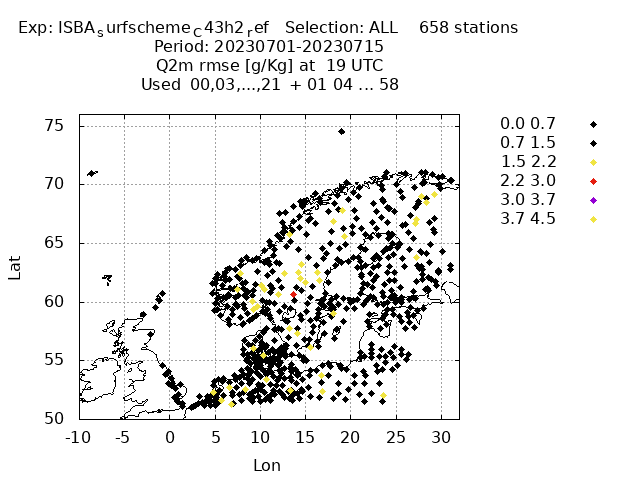 Exp: ISBAsurfschemeC43h2ref Selection: ALL 658 stations
Period: 20230701-20230715
Q2m rmse [g/Kg] at 19 UTC
Used 00,03,...,21 + 01 04 ... 58
75
70
65
60
55
50
Lat
-10 -5 0 5 10 15 20 25 30
Lon
0.0 0.7
0.7 1.5
1.5 2.2
2.2 3.0
3.0 3.7
3.7 4.5